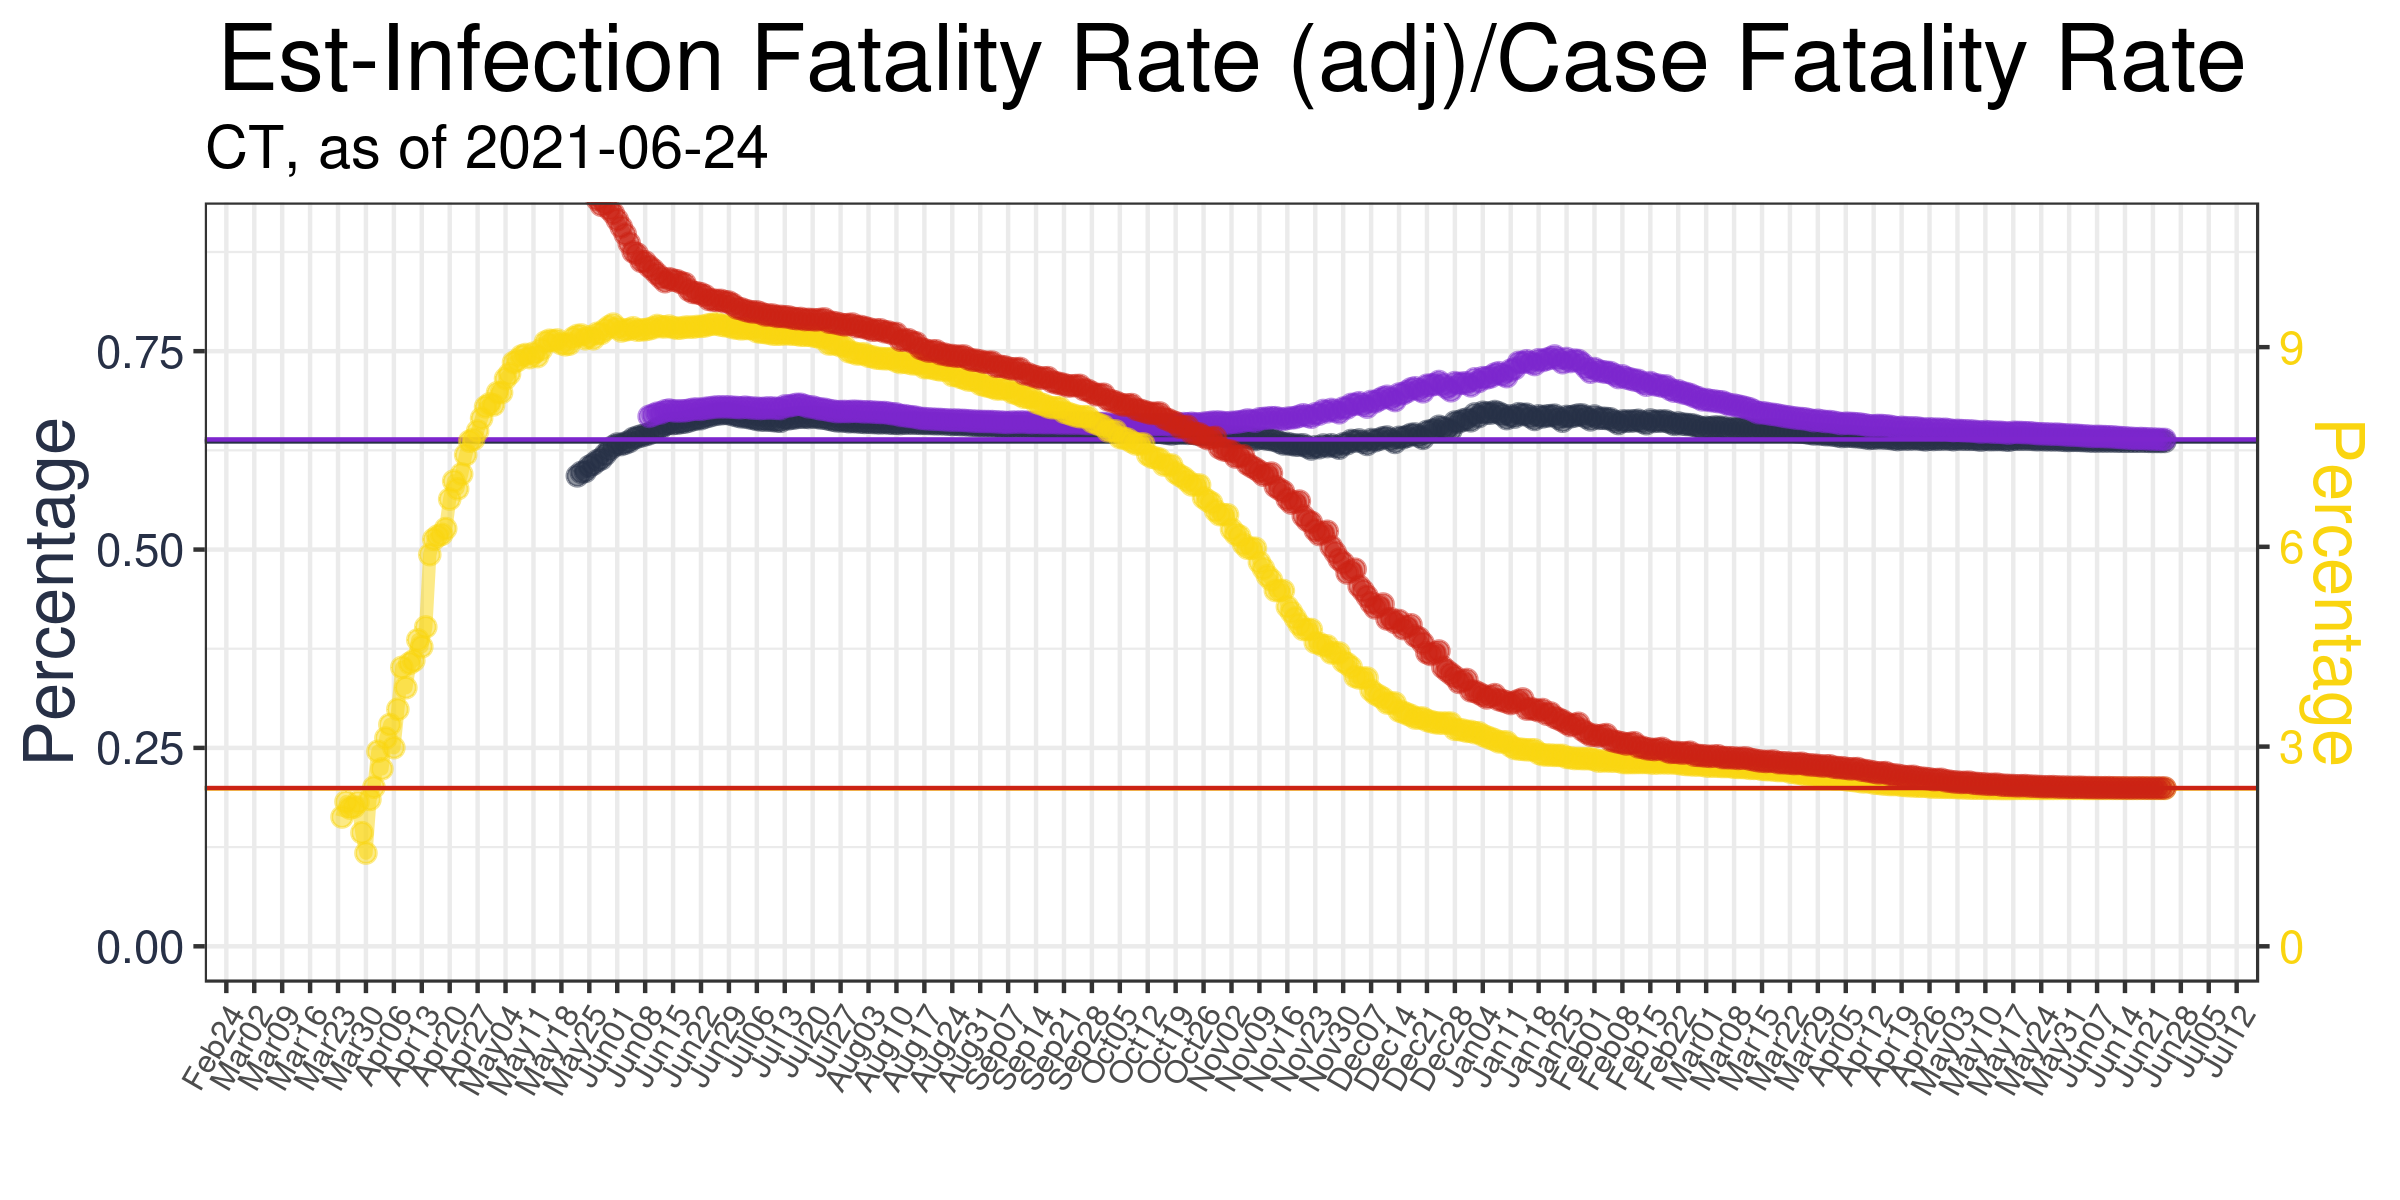 Est-Infection Fatality Rate (adj)/Case Fatality Rate
CT, as of 2021-06-24
Percentage
0.75
0.50
0.25
0.00
9
6
3
0
Percentage
Feb24
Mar02
Mar09
Mar16
Mar23
Mar30
Apr06
Apr13
Apr20
Apr27
May04
May11
May18
May25
Jun01
Jun08
Jun15
Jun22
Jun29
Jul06
Jul13
Jul20
Jul27
Aug03
Aug10
Aug17
Aug24
Aug31
Sep07
Sep14
Sep21
Sep28
Oct05
Oct12
Oct19
Oct26
Nov02
Nov09
Nov16
Nov23
Nov30
Dec07
Dec14
Dec21
Dec28
Jan04
Jan11
Jan18
Jan25
Feb01
Feb08
Feb15
Feb22
Mar01
Mar08
Mar15
Mar22
Mar29
Apr05
Apr12
Apr19
Apr26
May03
May10
May17
May24
May31
Jun07
Jun14
Jun21
Jun28
Jul05
Jul12